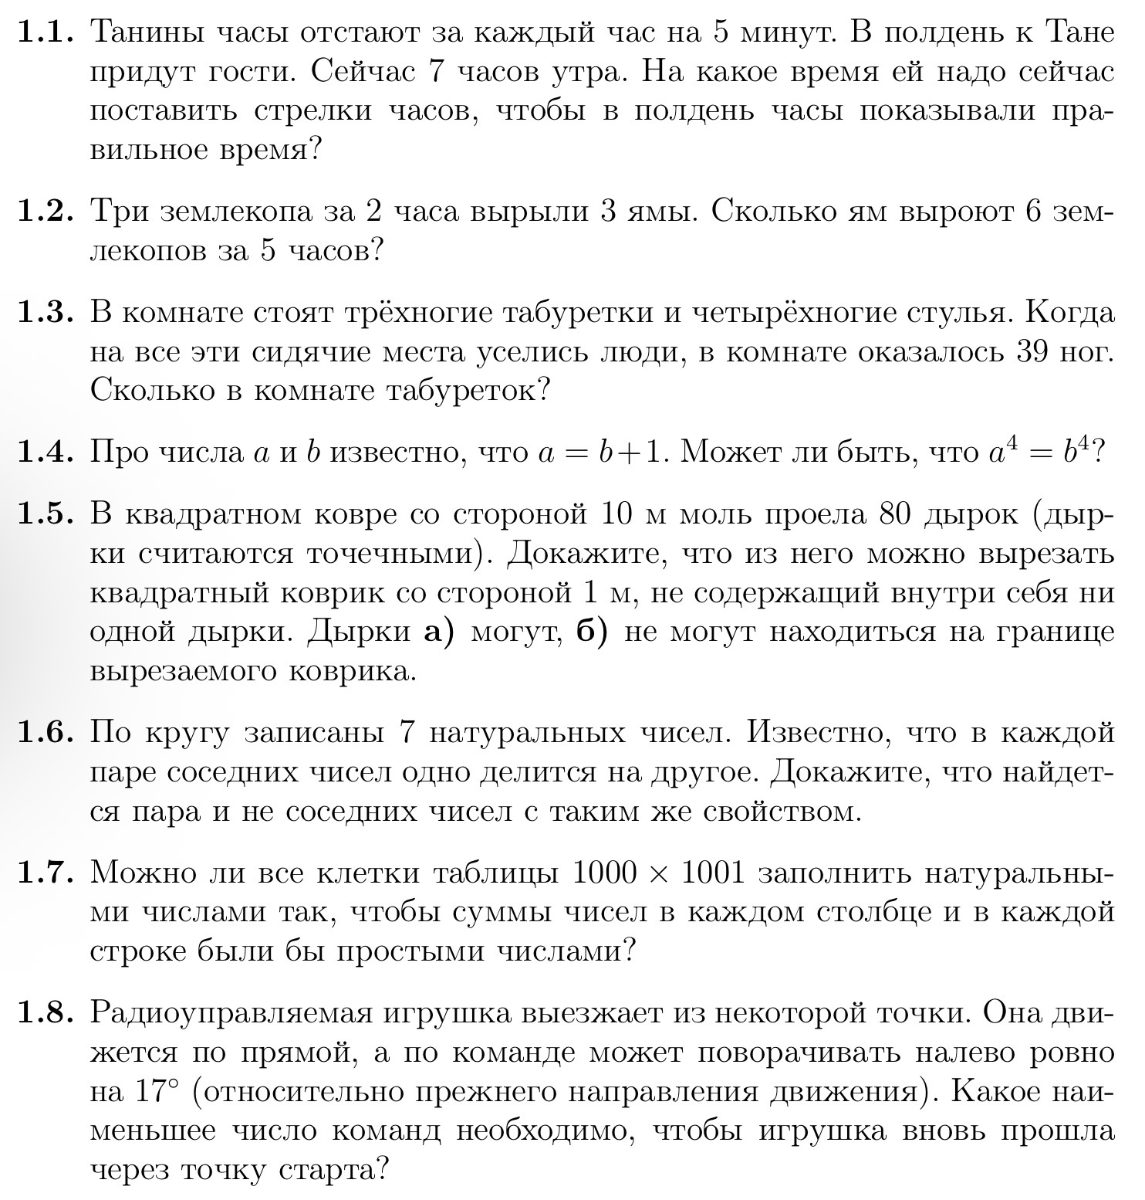 1.1. Танины часы отстают за каждый час на 5 минут. В полдень к Тане
придут гости. Сейчас 7 часов утра. На какое время ей надо сейчас
поставить стрелки часов, чтобы в полдень часы показывали пра-
вильное время?
1.2. Три землекопа за 2 часа вырыли 3 ямы. Сколько ям выроют 6 зем-
лекопов за 5 часов?
1.3. В комнате стоят трёхногие табуретки и четырёхногие стулья. Когда
на все эти сидячие места уселись люди, в комнате оказалось 39 ног.
Сколько в комнате табуреток?
1.4. Про числа a и b известно, что a = b+1. Может ли быть, что a⁴ = b⁴?
1.5. В квадратном ковре со стороной 10 м моль проела 80 дырок (дыр-
ки считаются точечными). Докажите, что из него можно вырезать
квадратный коврик со стороной 1 м, не содержащий внутри себя ни
одной дырки. Дырки а) могут, б) не могут находиться на границе
вырезаемого коврика.
1.6. По кругу записаны 7 натуральных чисел. Известно, что в каждой
паре соседних чисел одно делится на другое. Докажите, что найдет-
ся пара и не соседних чисел с таким же свойством.
1.7. Можно ли все клетки таблицы 1000 × 1001 заполнить натуральны-
ми числами так, чтобы суммы чисел в каждом столбце и в каждой
строке были бы простыми числами?
1.8. Радиоуправляемая игрушка выезжает из некоторой точки. Она дви-
жется по прямой, а по команде может поворачивать налево ровно
на 17° (относительно прежнего направления движения). Какое наи-
меньшее число команд необходимо, чтобы игрушка вновь прошла
через точку старта?